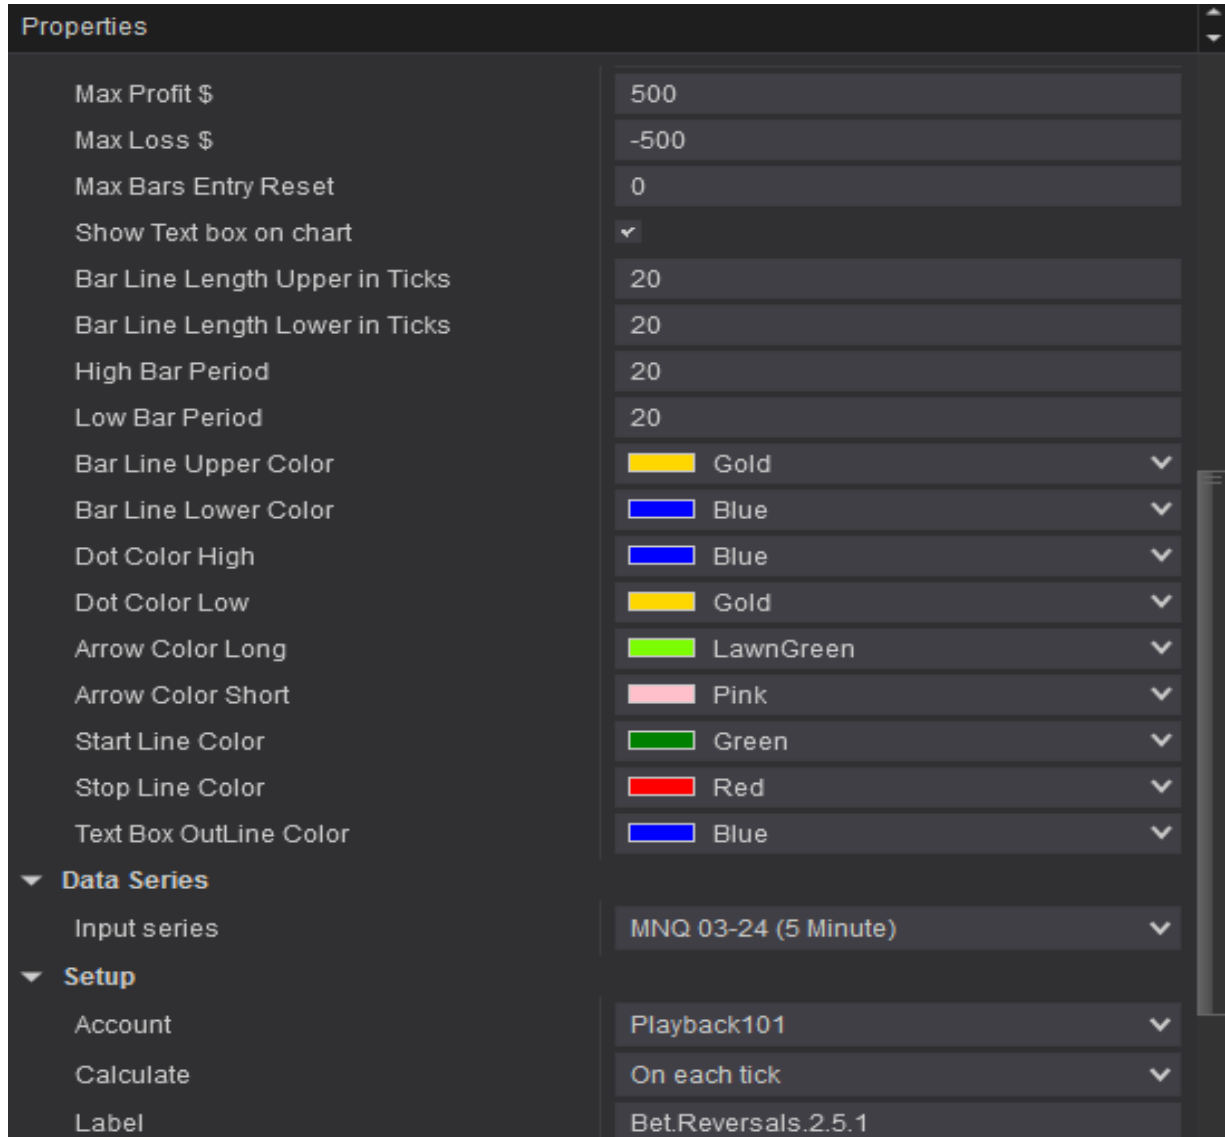 Properties
Max Profit $ 500
Max Loss $ -500
Max Bars Entry Reset 0
Show Text box on chart
Bar Line Length Upper in Ticks 20
Bar Line Length Lower in Ticks 20
High Bar Period 20
Low Bar Period 20
Bar Line Upper Color Gold
Bar Line Lower Color Blue
Dot Color High Blue
Dot Color Low Gold
Arrow Color Long LawnGreen
Arrow Color Short Pink
Start Line Color Green
Stop Line Color Red
Text Box OutLine Color Blue
Data Series
Input series MNQ 03-24 (5 Minute)
Setup
Account Playback101
Calculate On each tick
Label Bet.Reversals.2.5.1